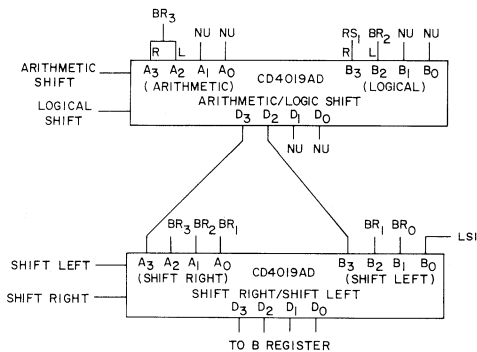 BR3
NU NU
RS1 BR2 NU NU
R L
R L
ARITHMETIC SHIFT
A3 A2 A1 A0
CD4019AD
B3 B2 B1 B0
(ARITHMETIC)
(LOGICAL)
LOGICAL SHIFT
ARITHMETIC/LOGIC SHIFT
D3 D2 D1 D0
NU NU
BR3 BR2 BR1
BR1 BR0
LSI
SHIFT LEFT
A3 A2 A1 A0
CD4019AD
B3 B2 B1 B0
(SHIFT RIGHT)
(SHIFT LEFT)
SHIFT RIGHT
SHIFT RIGHT/SHIFT LEFT
D3 D2 D1 D0
TO B REGISTER